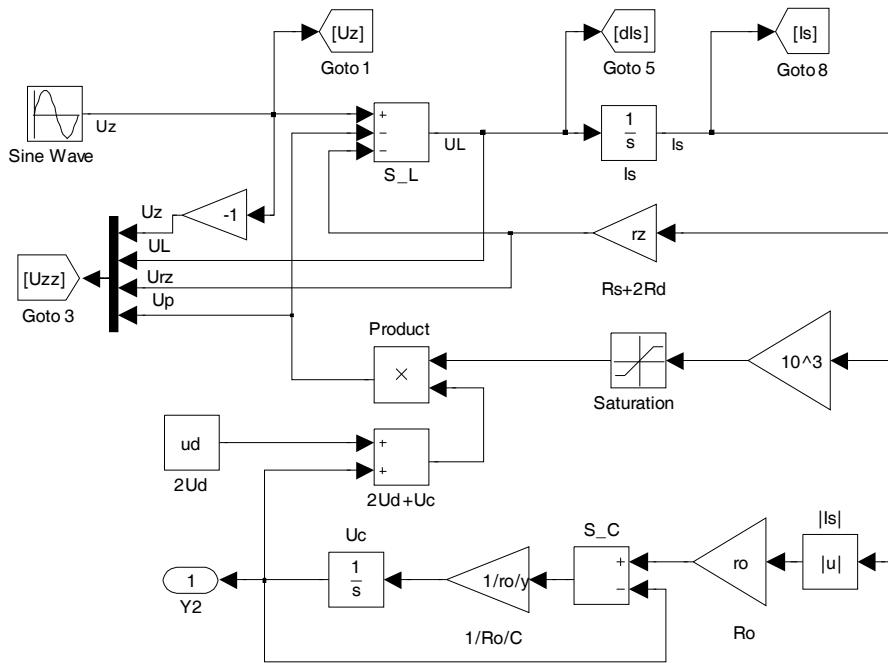 [Uz]
Goto 1
[dIs]
Goto 5
[Is]
Goto 8
Sine Wave
Uz
+
−
−
S_L
UL
1
s
Is
Is
-1
Uz
UL
Urz
Up
[Uzz]
Goto 3
rz
Rs+2Rd
Product
×
Saturation
10^3
ud
2Ud
+
+
2Ud+Uc
Uc
1
s
1
Y2
1/ro/y
1/Ro/C
S_C
+
−
ro
Ro
|Is|
|u|